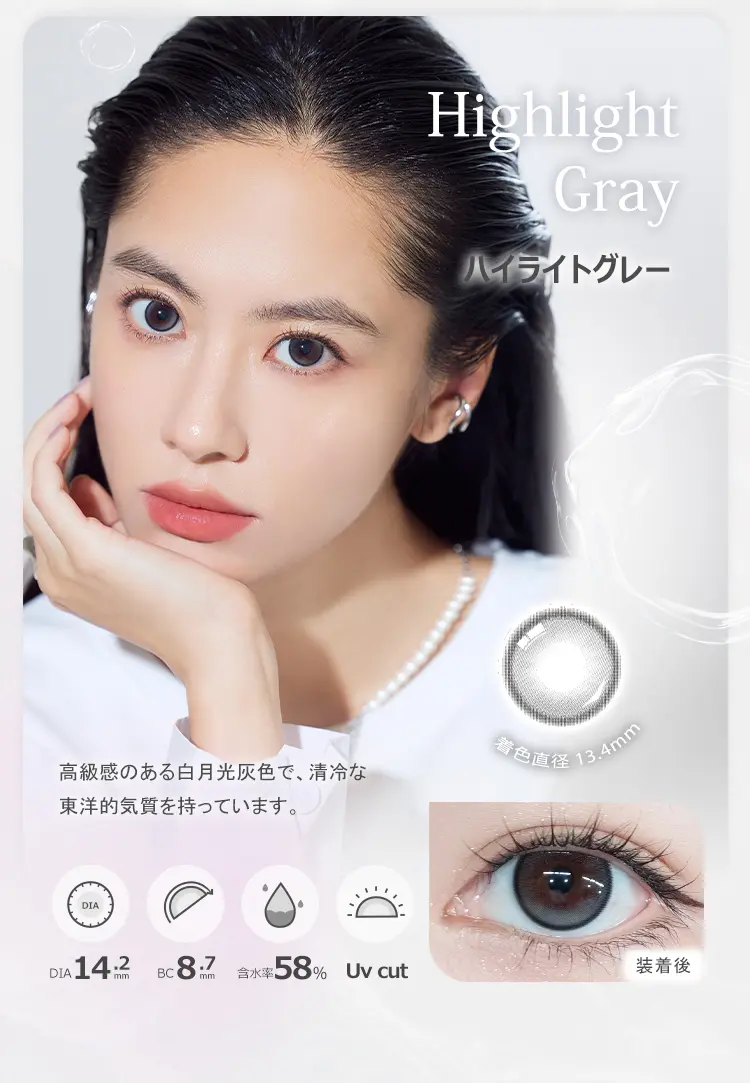 Highlight
Gray
ハイライトグレー
着色直径 13.4mm
高級感のある白月光灰色で、清冷な
東洋的気質を持っています。
DIA
DIA 14.2mm
BC 8.7mm
含水率58%
Uv cut
装着後